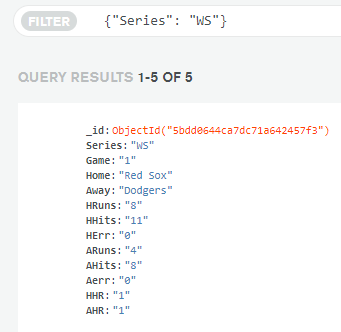 FILTER {"Series": "WS"}
QUERY RESULTS 1-5 OF 5
_id: ObjectId("5bdd0644ca7dc71a642457f3")
Series: "WS"
Game: "1"
Home: "Red Sox"
Away: "Dodgers"
HRuns: "8"
HHits: "11"
HErr: "0"
ARuns: "4"
AHits: "8"
Aerr: "0"
HHR: "1"
AHR: "1"